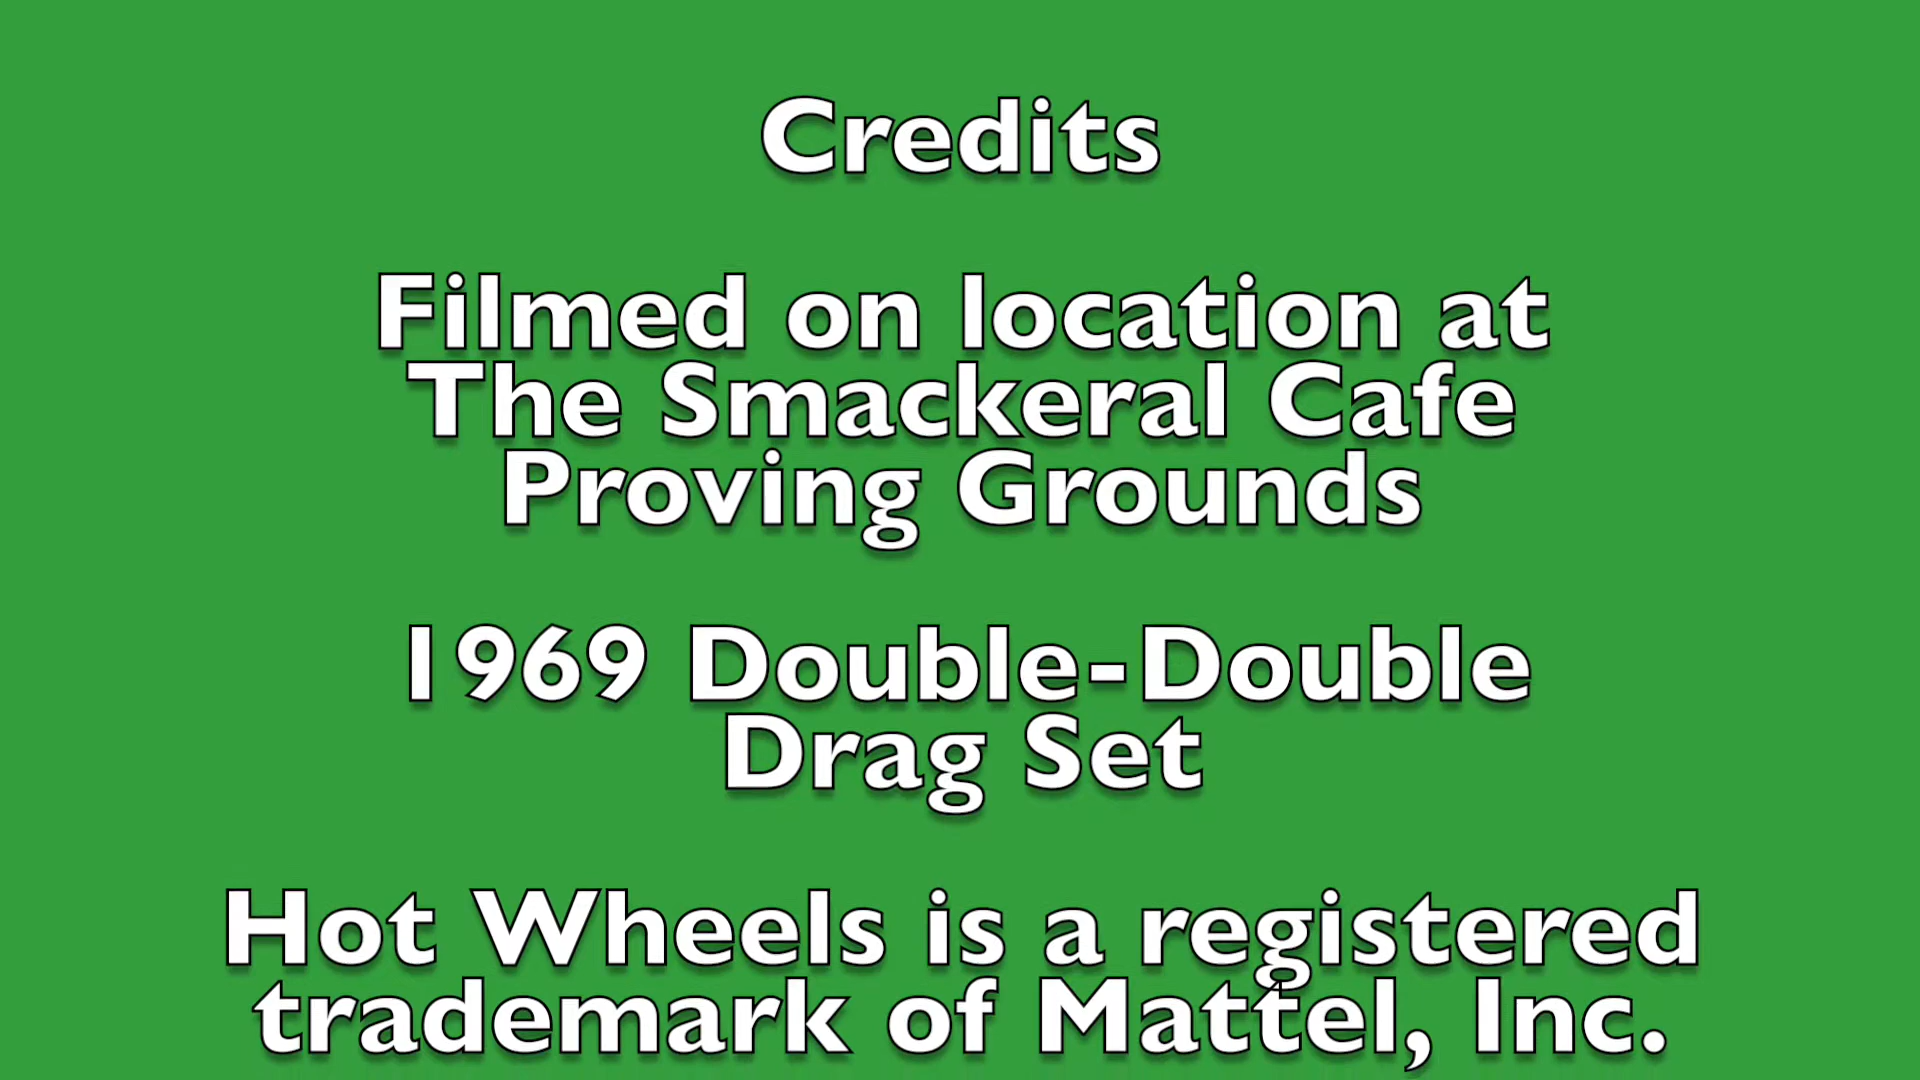 Credits
Filmed on location at
The Smackeral Cafe
Proving Grounds
1969 Double-Double
Drag Set
Hot Wheels is a registered
trademark of Mattel, Inc.